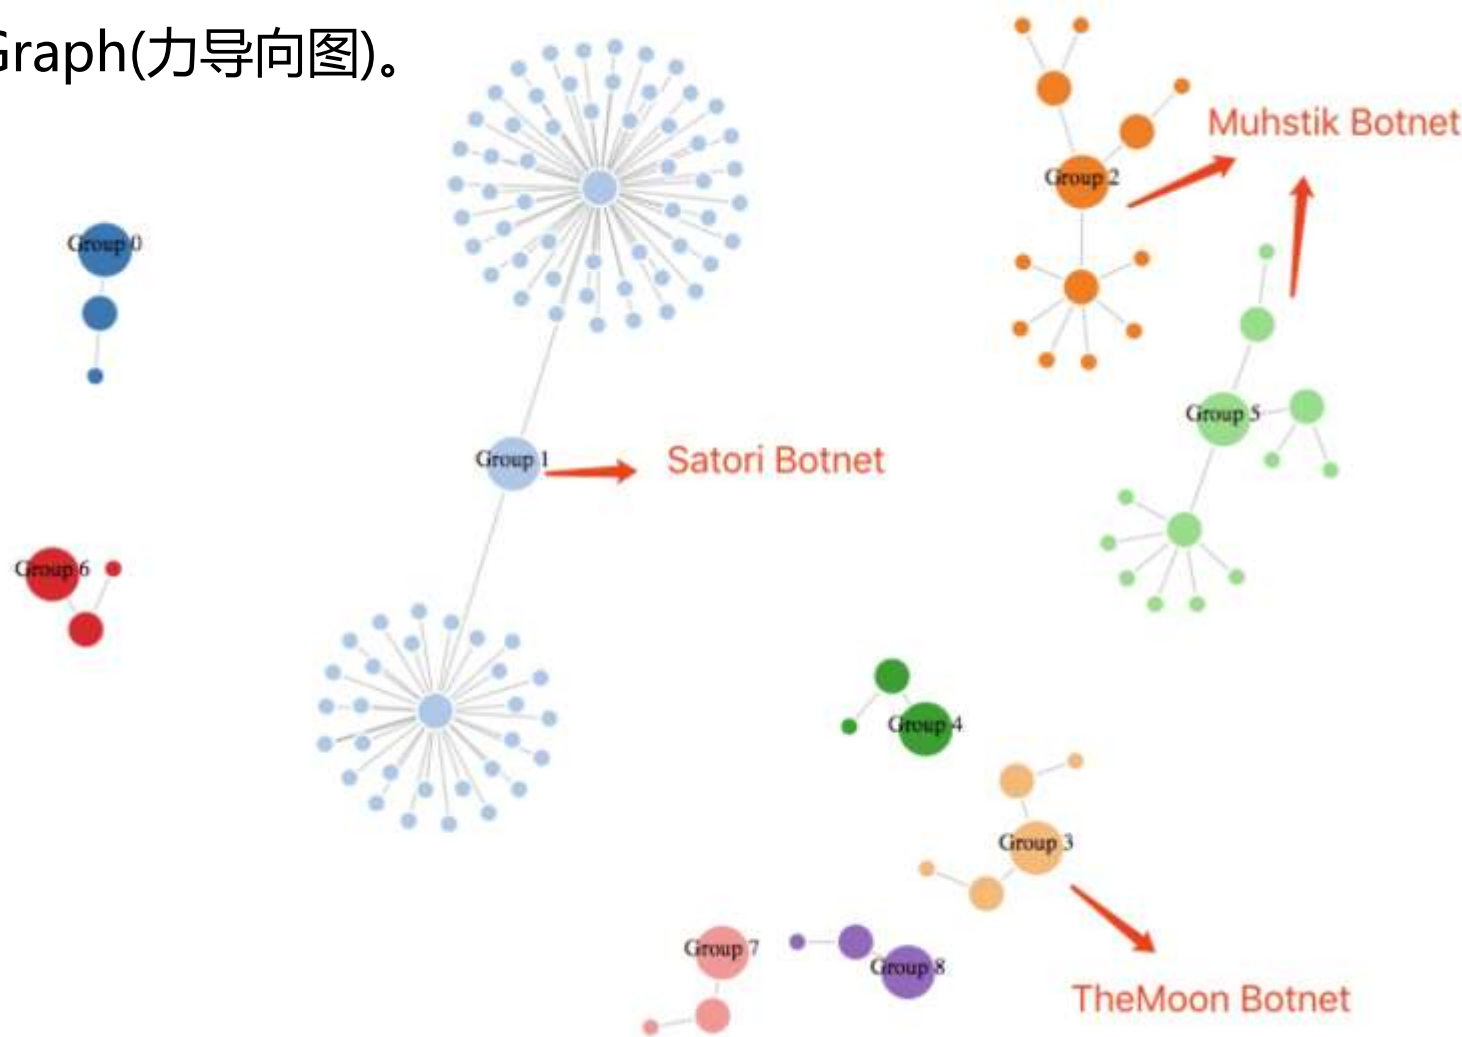 Graph(力导向图)。
Muhstik Botnet
Group 2
Group 0
Group 5
Group 1
Satori Botnet
Group 6
Group 4
Group 3
Group 7
Group 8
TheMoon Botnet